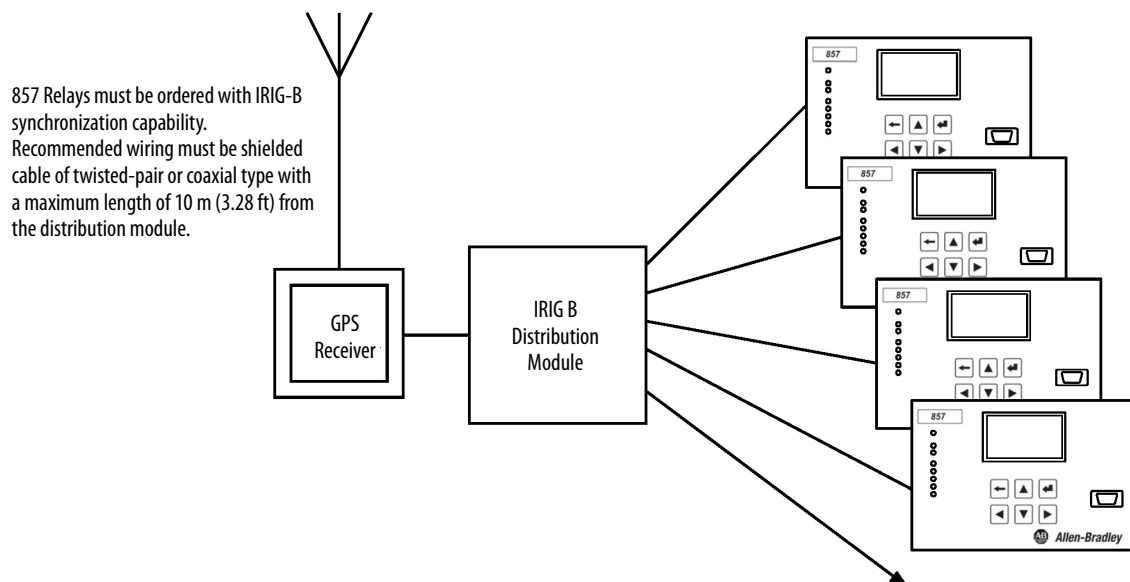 857 Relays must be ordered with IRIG-B
synchronization capability.
Recommended wiring must be shielded
cable of twisted-pair or coaxial type with
a maximum length of 10 m (3.28 ft) from
the distribution module.
GPS
Receiver
IRIG B
Distribution
Module
857
857
857
857
AB
Allen-Bradley